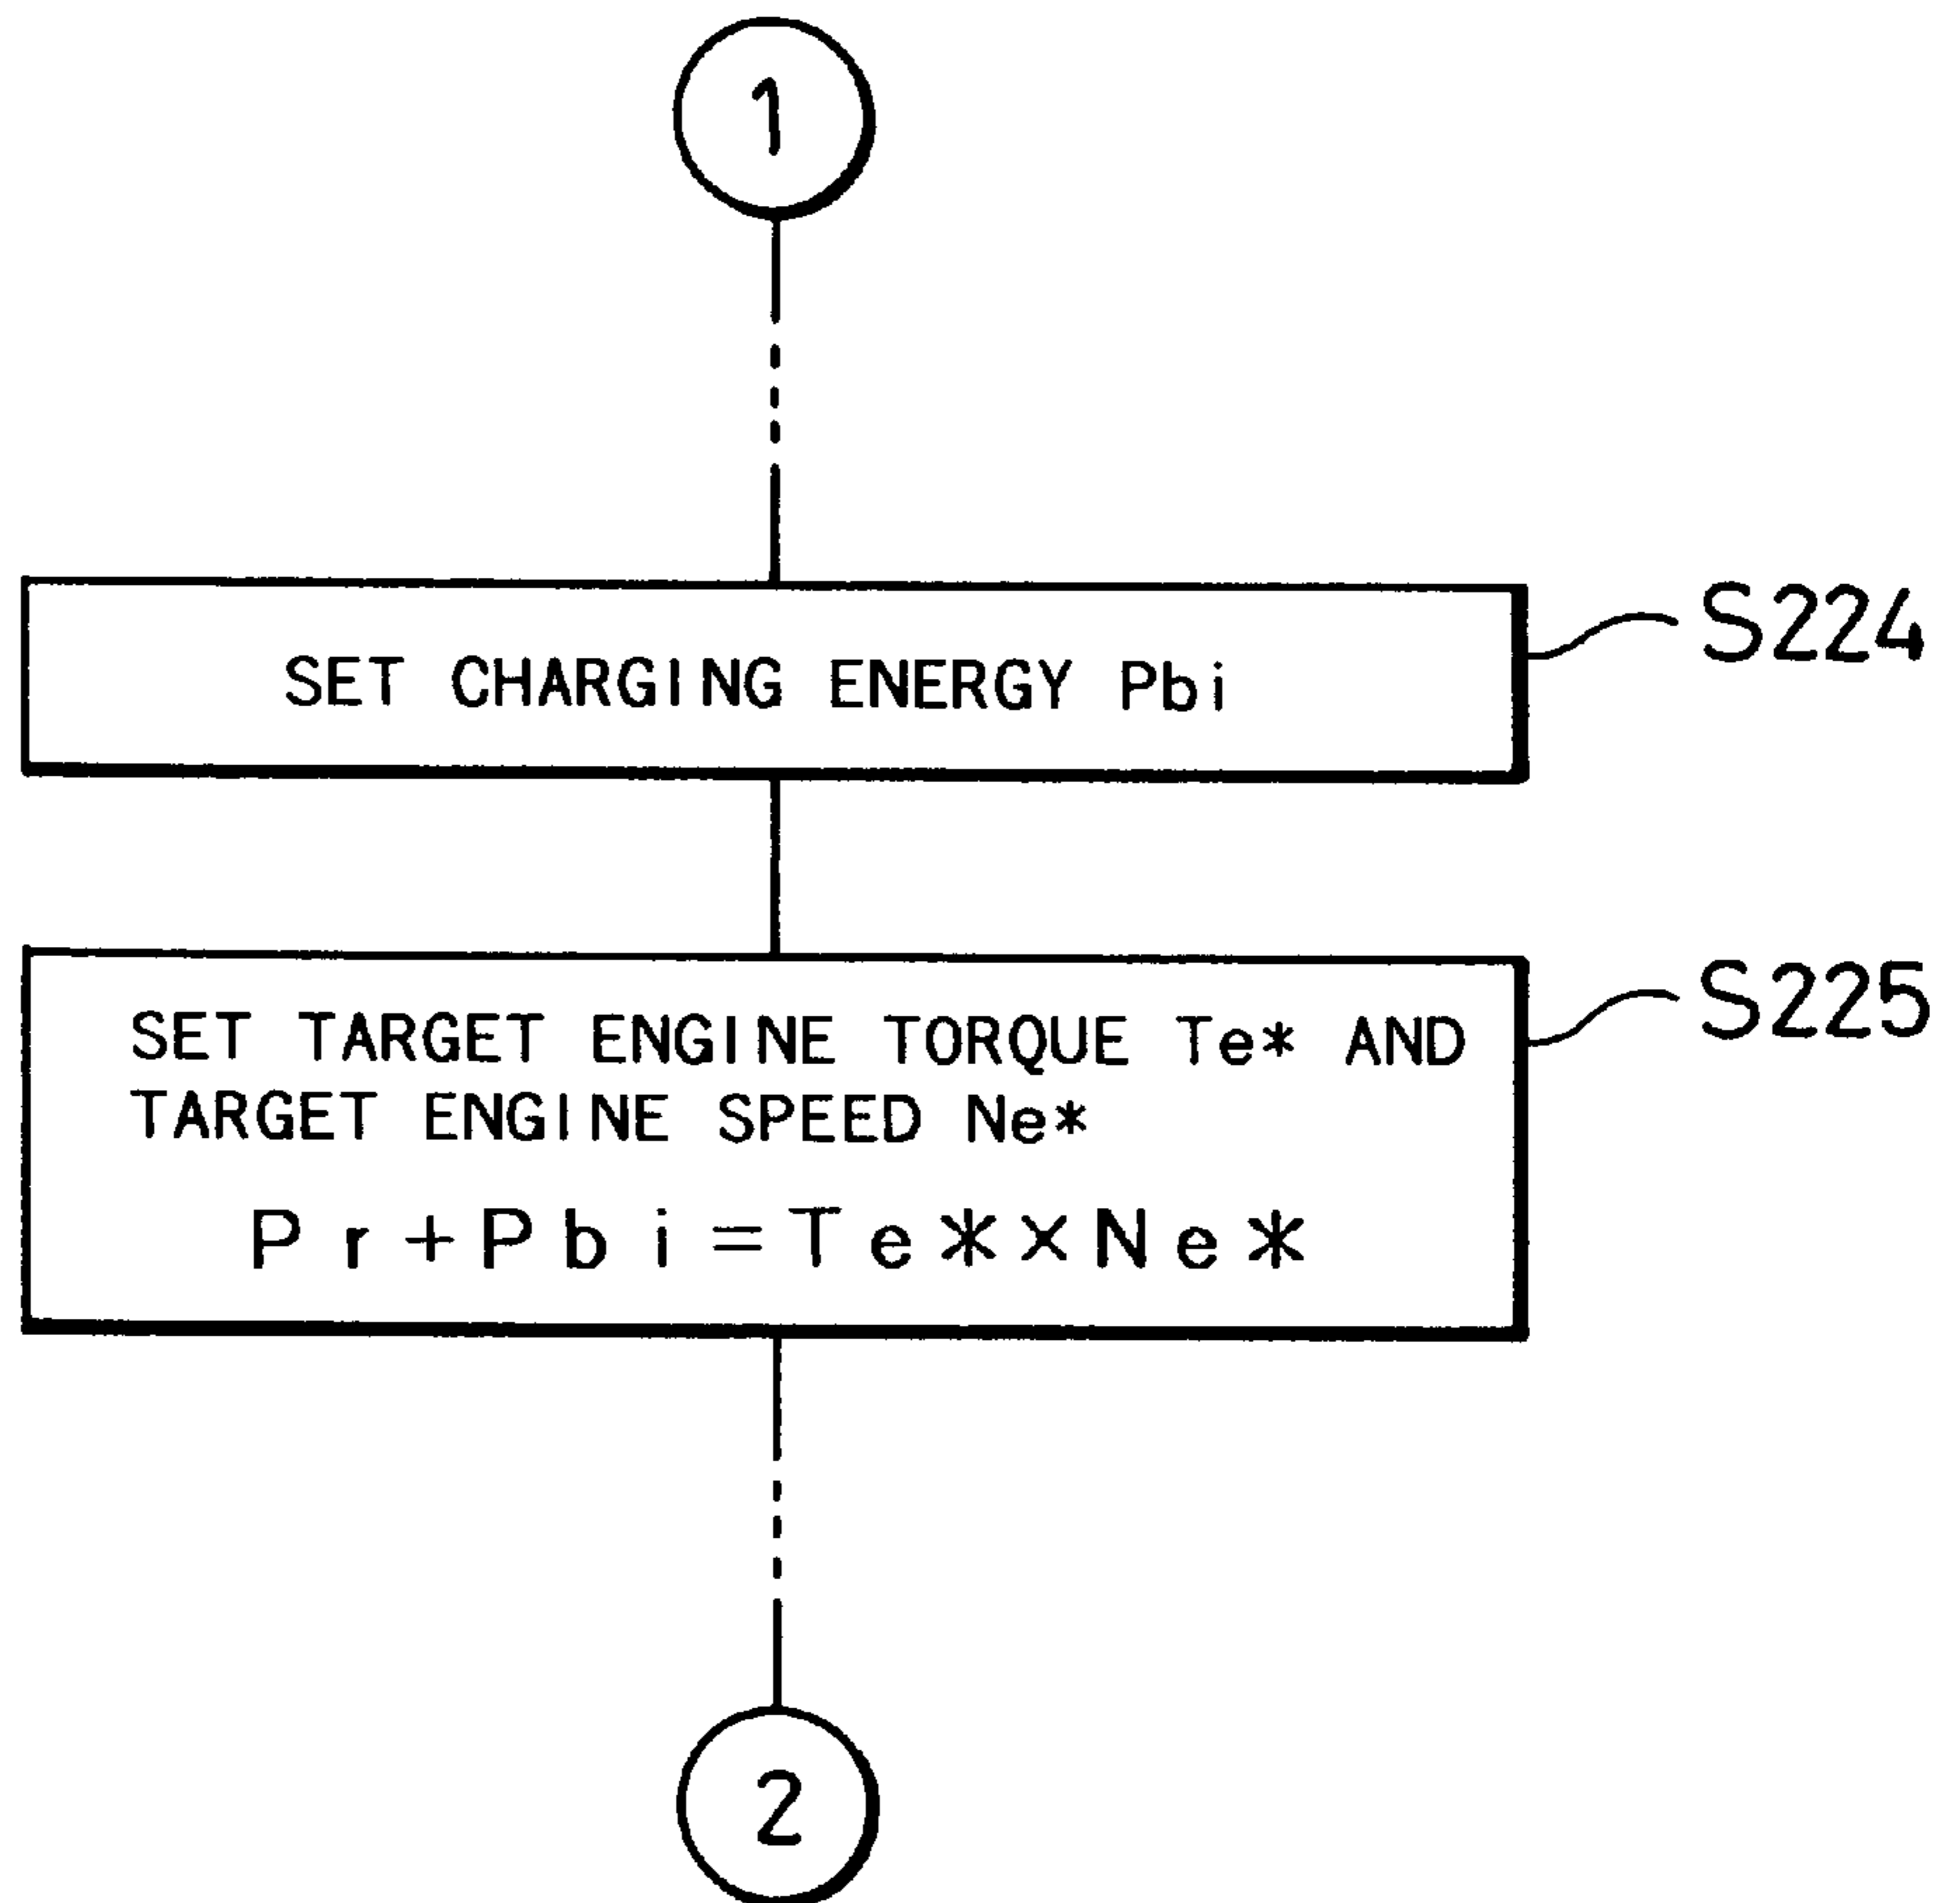 1
SET CHARGING ENERGY Pbi
S224
SET TARGET ENGINE TORQUE Te* AND
TARGET ENGINE SPEED Ne*
Pr+Pbi=Te*×Ne*
S225
2